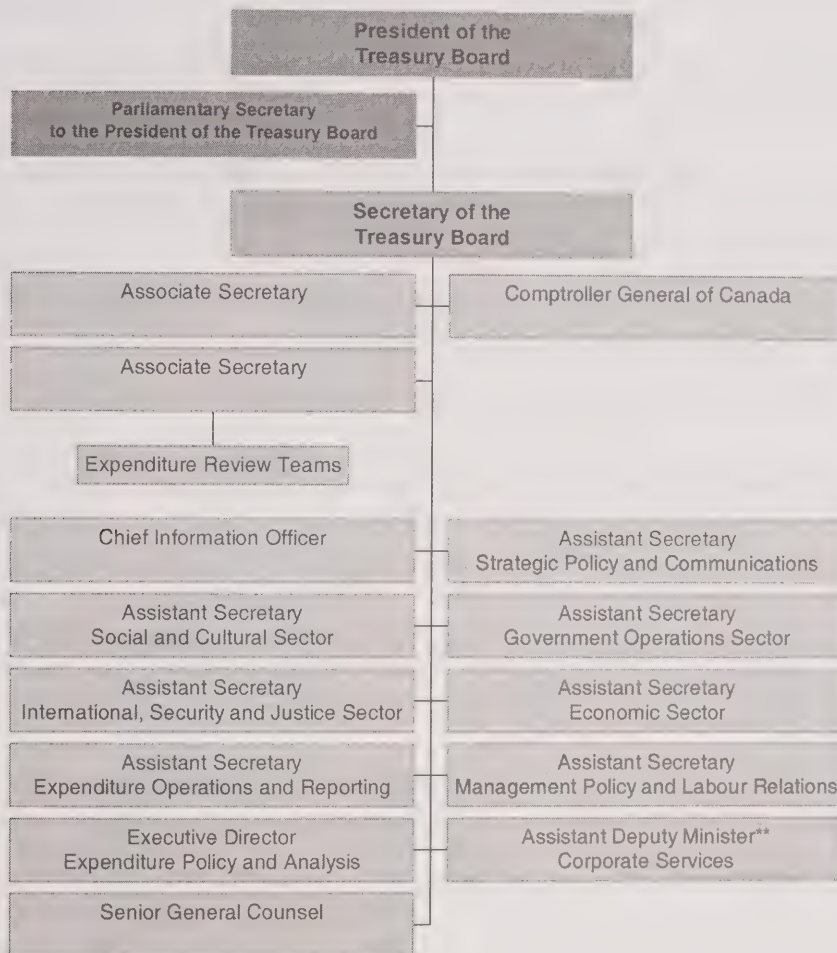 President of the
Treasury Board
Parliamentary Secretary
to the President of the Treasury Board
Secretary of the
Treasury Board
Associate Secretary
Comptroller General of Canada
Associate Secretary
Expenditure Review Teams
Chief Information Officer
Assistant Secretary
Strategic Policy and Communications
Assistant Secretary
Social and Cultural Sector
Assistant Secretary
Government Operations Sector
Assistant Secretary
International, Security and Justice Sector
Assistant Secretary
Economic Sector
Assistant Secretary
Expenditure Operations and Reporting
Assistant Secretary
Management Policy and Labour Relations
Executive Director
Expenditure Policy and Analysis
Assistant Deputy Minister**
Corporate Services
Senior General Counsel